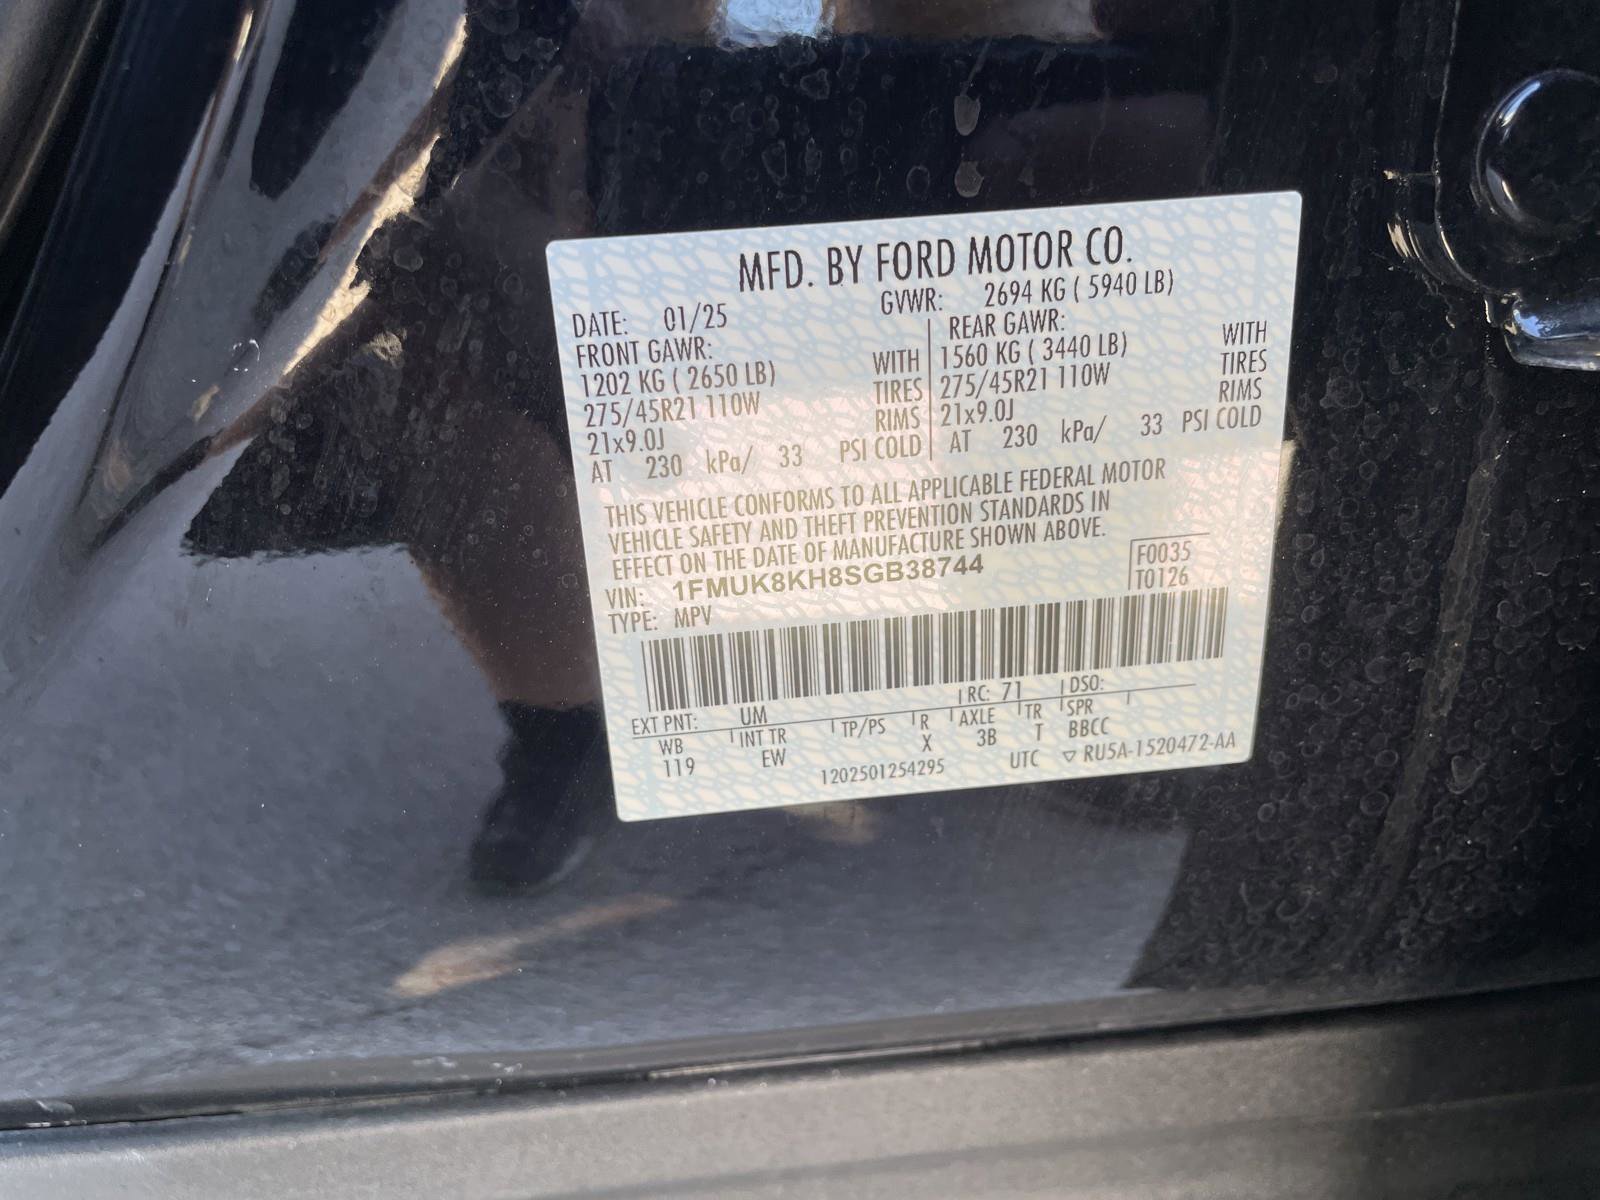 MFD. BY FORD MOTOR CO.
DATE: 01/25 GVWR: 2694 KG ( 5940 LB)
FRONT GAWR: REAR GAWR:
1202 KG ( 2650 LB) WITH 1560 KG ( 3440 LB) WITH
275/45R21 110W TIRES 275/45R21 110W TIRES
21x9.0J RIMS 21x9.0J RIMS
AT 230 kPa/ 33 PSI COLD AT 230 kPa/ 33 PSI COLD
THIS VEHICLE CONFORMS TO ALL APPLICABLE FEDERAL MOTOR
VEHICLE SAFETY AND THEFT PREVENTION STANDARDS IN
EFFECT ON THE DATE OF MANUFACTURE SHOWN ABOVE.
VIN: 1FMUK8KH8SGB38744 F0035
TYPE: MPV T0126
EXT PNT: UM RC: 71 DSO:
WB INT TR TP/PS R AXLE TR SPR
119 EW X 3B T BBCC
1202501254295 UTC ▽ RU5A-1520472-AA